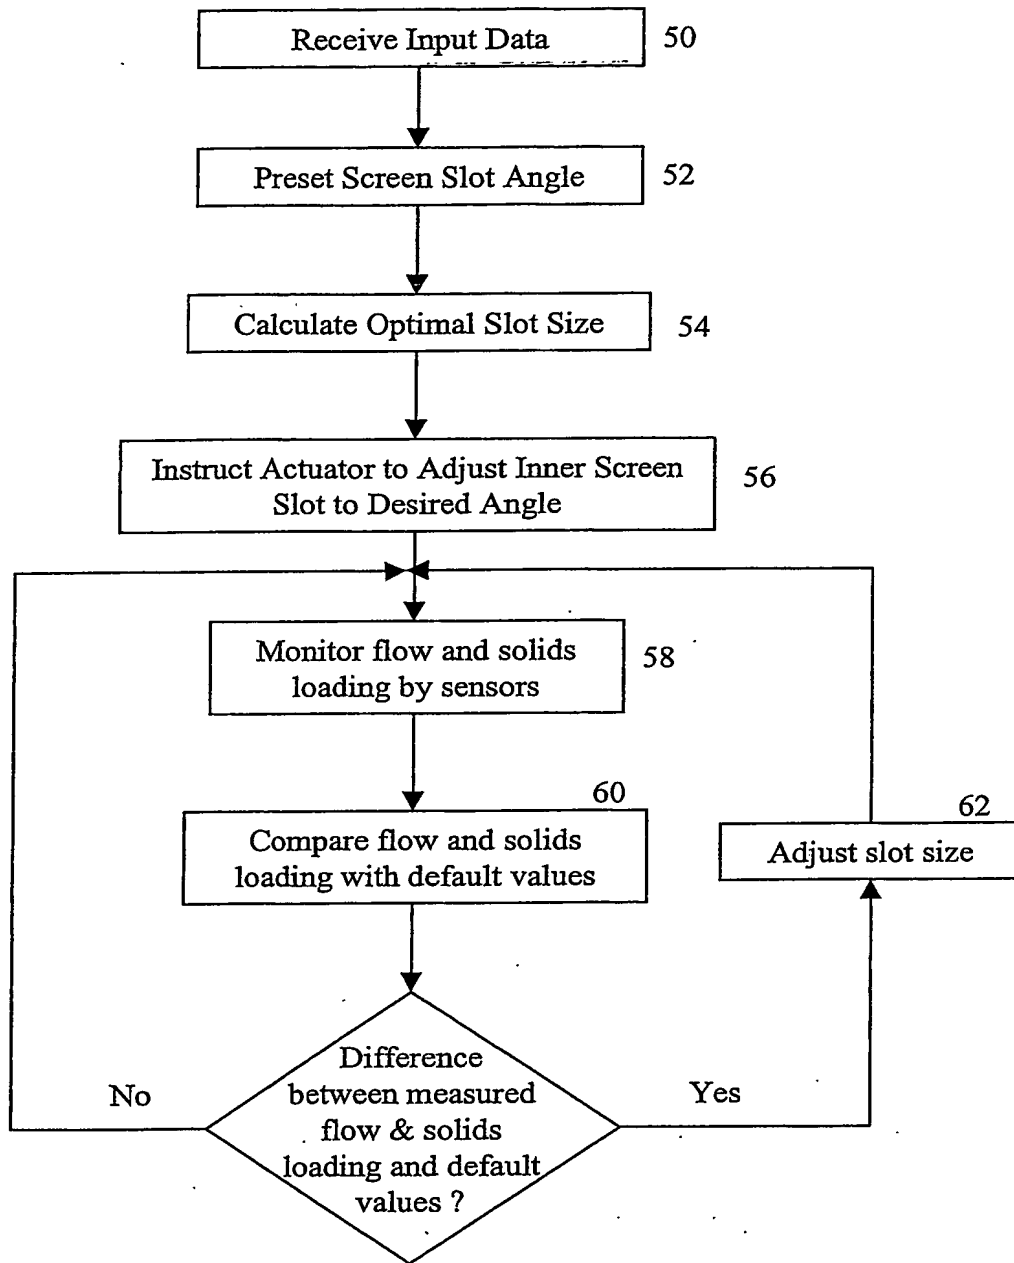 Receive Input Data
50
Preset Screen Slot Angle
52
Calculate Optimal Slot Size
54
Instruct Actuator to Adjust Inner Screen
Slot to Desired Angle
56
Monitor flow and solids
loading by sensors
58
60
Compare flow and solids
loading with default values
62
Adjust slot size
Difference
between measured
flow & solids
loading and default
values ?
No
Yes